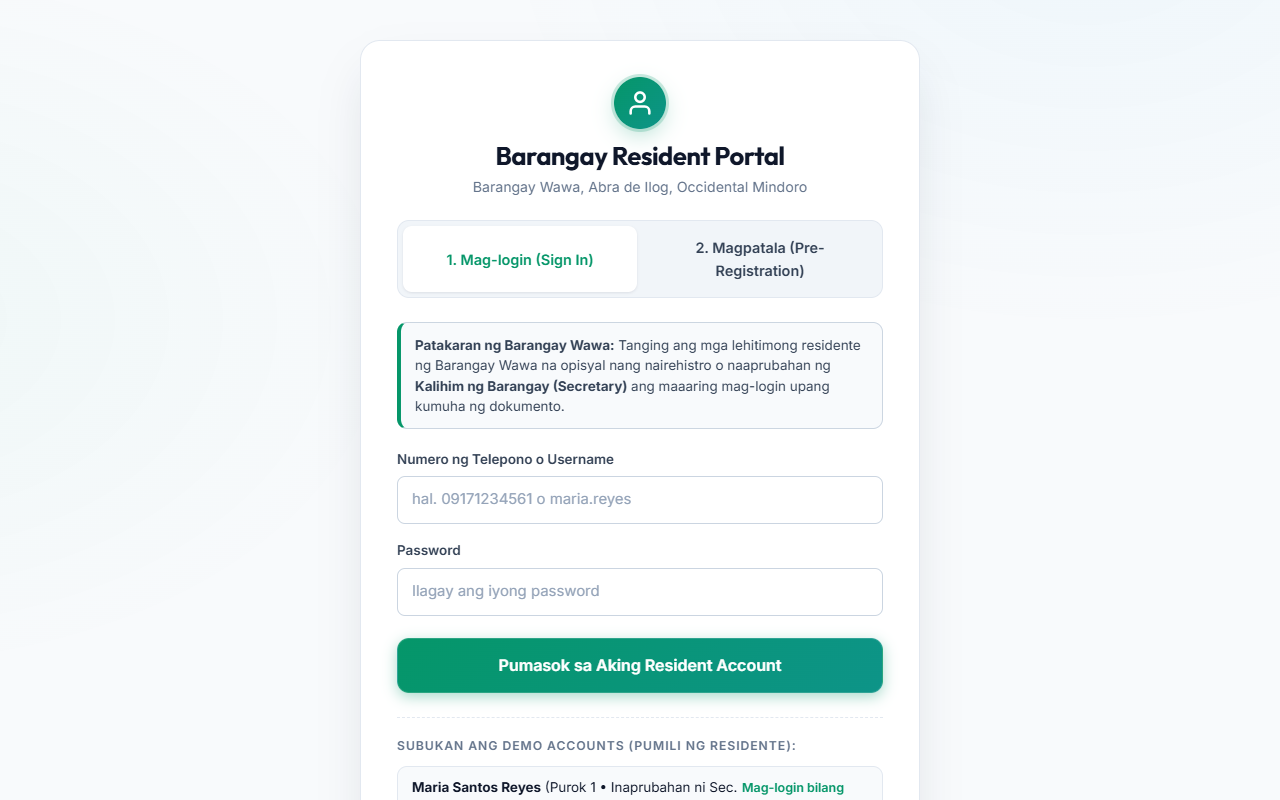 Barangay Resident Portal
Barangay Wawa, Abra de Ilog, Occidental Mindoro
1. Mag-login (Sign In)
2. Magpatala (Pre-
Registration)
Patakaran ng Barangay Wawa: Tanging ang mga lehitimong residente
ng Barangay Wawa na opisyal nang nairehistro o naaprubahan ng
Kalihim ng Barangay (Secretary) ang maaaring mag-login upang
kumuha ng dokumento.
Numero ng Telepono o Username
hal. 09171234561 o maria.reyes
Password
Ilagay ang iyong password
Pumasok sa Aking Resident Account
SUBUKAN ANG DEMO ACCOUNTS (PUMILI NG RESIDENTE):
Maria Santos Reyes (Purok 1 • Inaprubahan ni Sec. Mag-login bilang